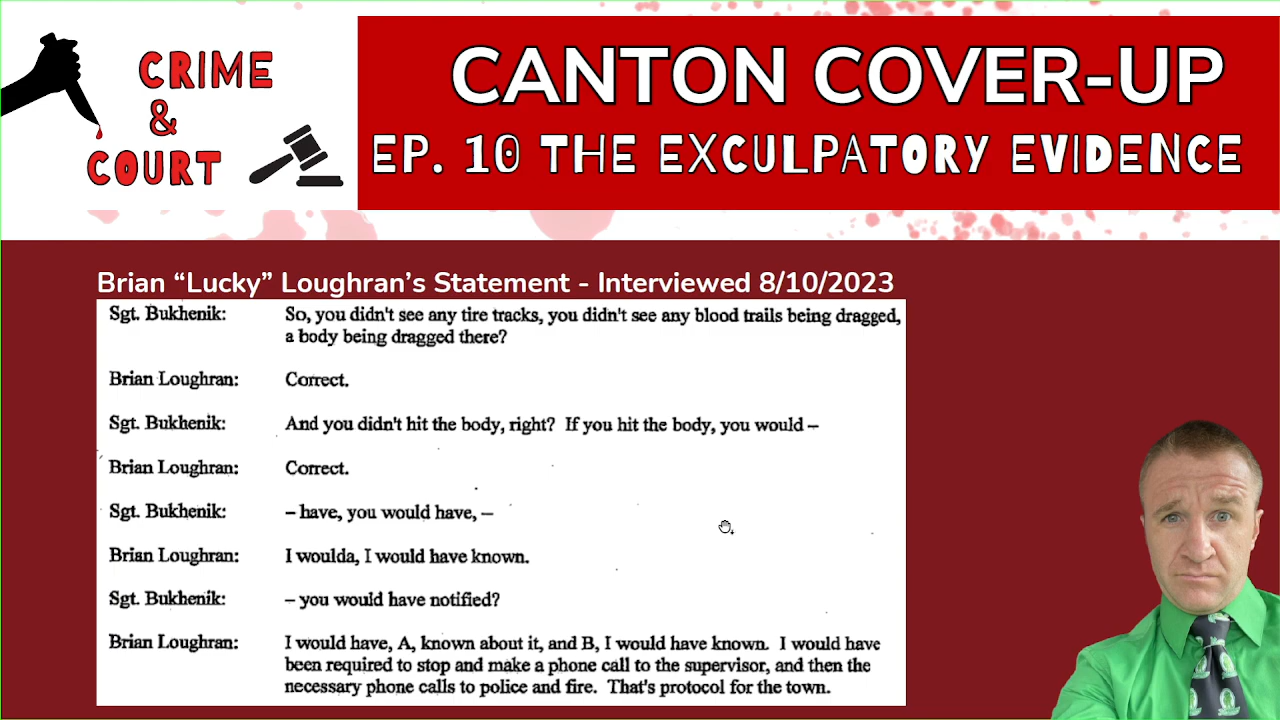 CRIME
&
COURT
CANTON COVER-UP
EP. 10 THE EXCULPATORY EVIDENCE
Brian “Lucky” Loughran’s Statement - Interviewed 8/10/2023
Sgt. Bukhenik: So, you didn't see any tire tracks, you didn't see any blood trails being dragged,
a body being dragged there?
Brian Loughran: Correct.
Sgt. Bukhenik: And you didn't hit the body, right? If you hit the body, you would –
Brian Loughran: Correct.
Sgt. Bukhenik: – have, you would have, –
Brian Loughran: I woulda, I would have known.
Sgt. Bukhenik: – you would have notified?
Brian Loughran: I would have, A, known about it, and B, I would have known. I would have
been required to stop and make a phone call to the supervisor, and then the
necessary phone calls to police and fire. That's protocol for the town.